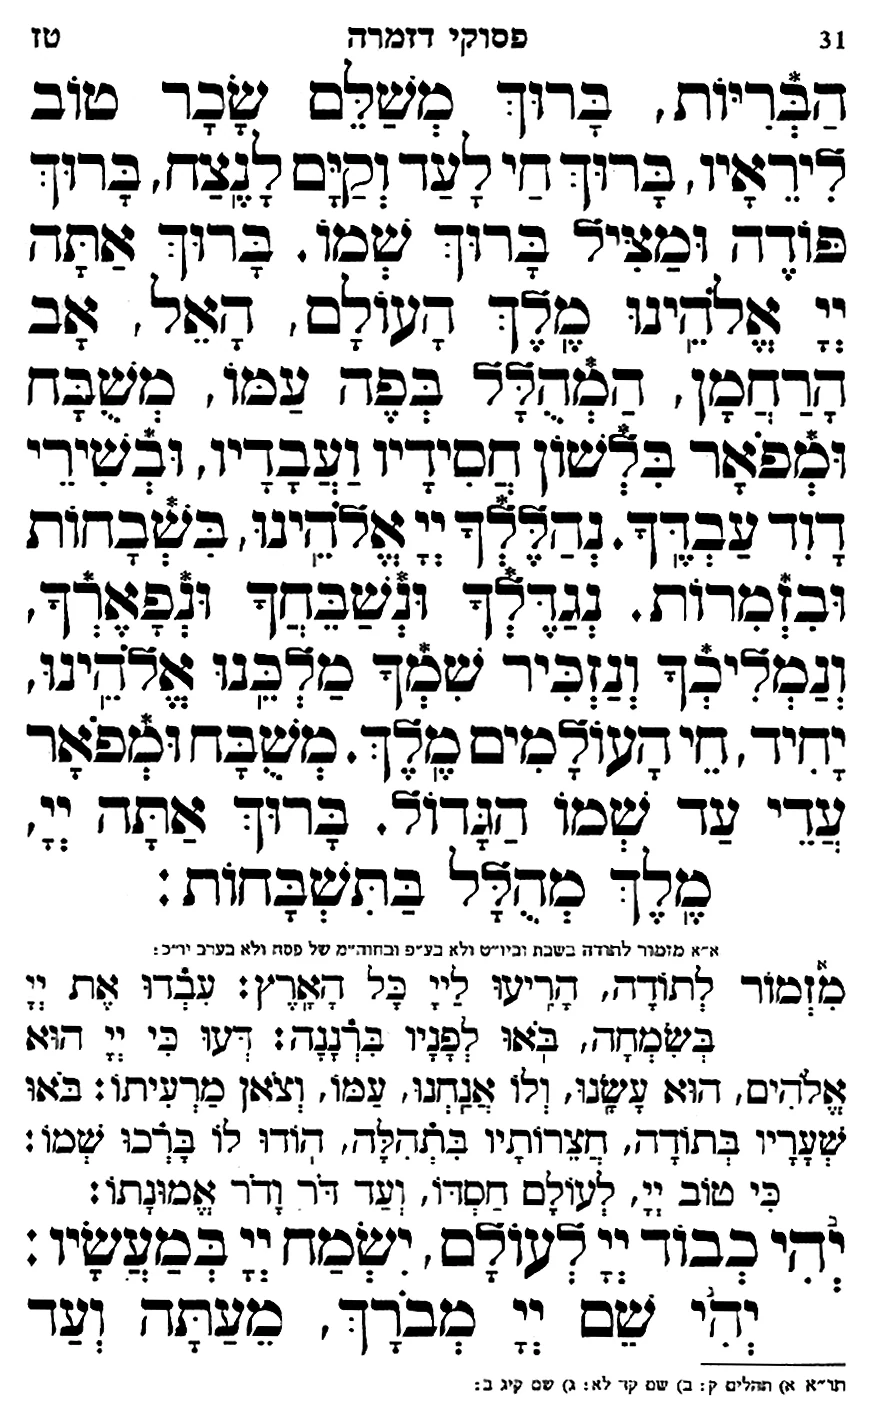 31 פסוקי דזמרה טז
הַבְּֿרִיּוֹת, בָּרוּךְ מְשַׁלֵּם שָׂכָר טוֹב
לִירֵאָיו, בָּרוּךְ חַי לָעַד וְקַיָּם לָנֶצַח, בָּרוּךְ
פּוֹדֶה וּמַצִּיל בָּרוּךְ שְׁמוֹ. בָּרוּךְ אַתָּה
יְיָ אֱלֹהֵינוּ מֶלֶךְ הָעוֹלָם, הָאֵל, אָב
הָרַחֲמָן, הַמְהֻלָּל בְּפֶה עַמּוֹ, מְשֻׁבָּח
וּמְפֹאָר בִּלְשׁוֹן חֲסִידָיו וַעֲבָדָיו, וּבְשִׁירֵי
דָוִד עַבְדֶּךָ. נְהַלֶּלְךָ יְיָ אֱלֹהֵינוּ, בִּשְׁבָחוֹת
וּבִזְמִרוֹת. נְגַדֶּלְךָ וּנְשַׁבֵּחֲךָ וּנְפָאֶרְךָ,
וְנַמְלִיכְךָ וְנַזְכִּיר שִׁמְךָ מַלְכֵּנוּ אֱלֹהֵינוּ,
יָחִיד, חֵי הָעוֹלָמִים מֶלֶךְ. מְשֻׁבָּח וּמְפֹאָר
עֲדֵי עַד שְׁמוֹ הַגָּדוֹל. בָּרוּךְ אַתָּה יְיָ,
מֶלֶךְ מְהֻלָּל בַּתִּשְׁבָּחוֹת:
א״א מזמור לתודה בשבת וביו״ט ולא בע״פ ובחוה״מ של פסח ולא בערב יו״כ:
א מִזְמוֹר לְתוֹדָה, הָרִיעוּ לַייָ כָּל הָאָרֶץ: עִבְדוּ אֶת יְיָ
בְּשִׂמְחָה, בֹּאוּ לְפָנָיו בִּרְנָנָה: דְּעוּ כִּי יְיָ הוּא
אֱלֹהִים, הוּא עָשָׂנוּ, וְלוֹ אֲנַחְנוּ, עַמּוֹ, וְצֹאן מַרְעִיתוֹ: בֹּאוּ
שְׁעָרָיו בְּתוֹדָה, חֲצֵרוֹתָיו בִּתְהִלָּה, הוֹדוּ לוֹ בָּרְכוּ שְׁמוֹ:
כִּי טוֹב יְיָ, לְעוֹלָם חַסְדּוֹ, וְעַד דֹּר וָדֹר אֱמוּנָתוֹ:
ב יְהִי כְבוֹד יְיָ לְעוֹלָם, יִשְׂמַח יְיָ בְּמַעֲשָׂיו:
ג יְהִי שֵׁם יְיָ מְבֹרָךְ, מֵעַתָּה וְעַד
תו״א א) תהלים ק: ב) שם קד לא: ג) שם קיג ב: